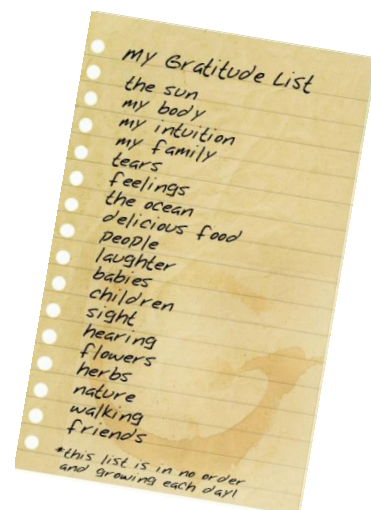 my Gratitude List
the sun
my body
my intuition
my family
tears
feelings
the ocean
delicious food
people
laughter
babies
children
sight
hearing
flowers
herbs
nature
walking
friends
*this list is in no order
and growing each day!